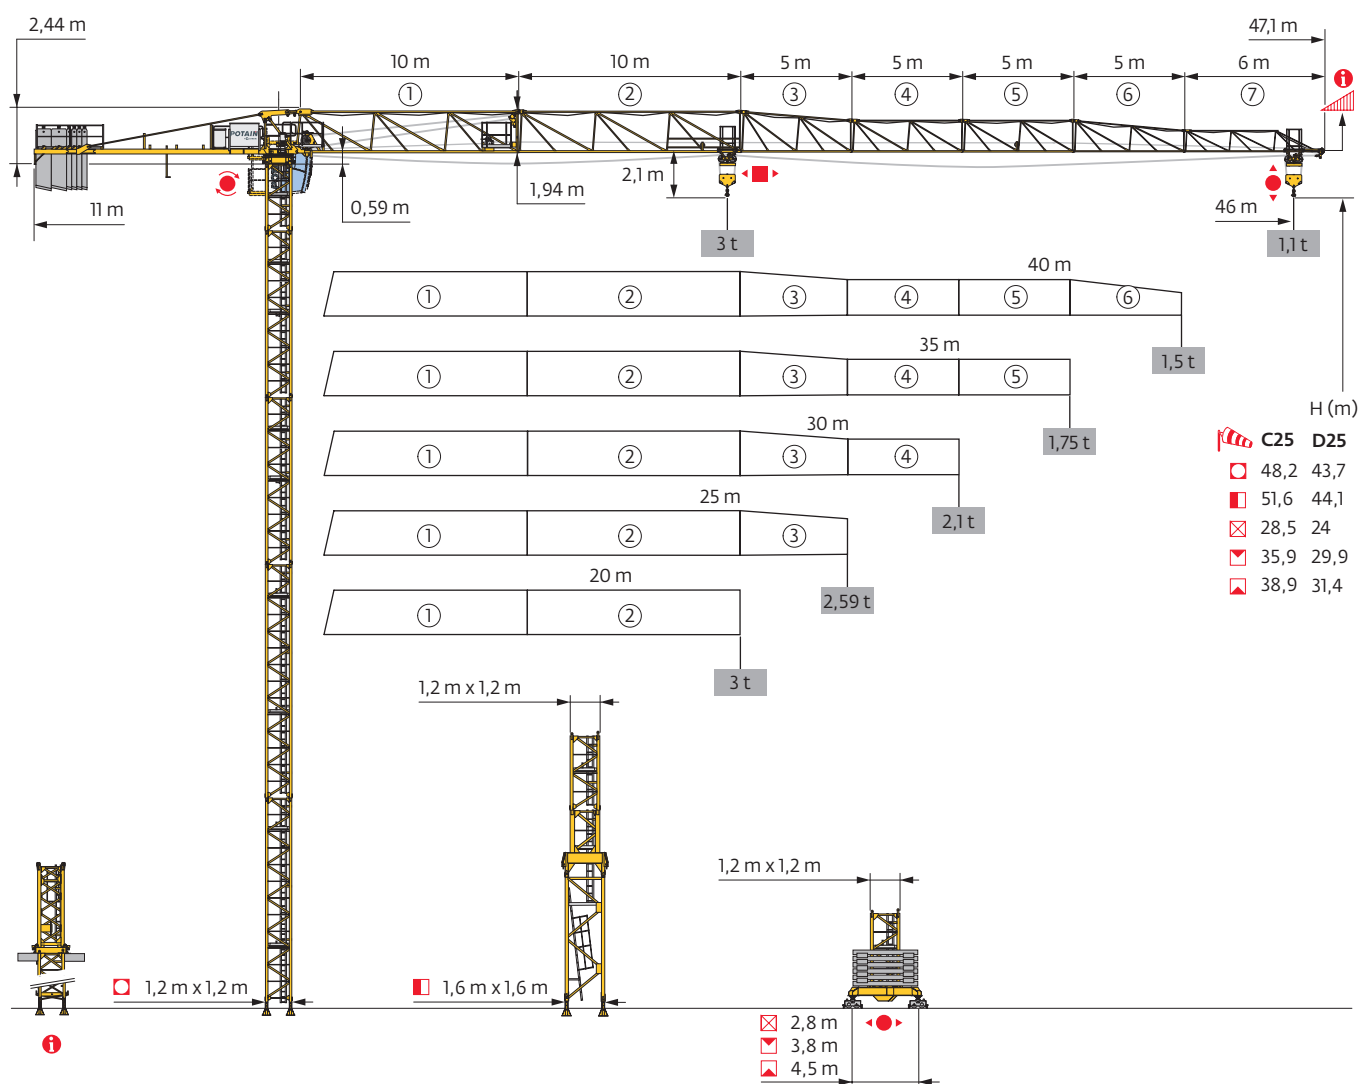 2,44 m
47,1 m
10 m 10 m 5 m 5 m 5 m 5 m 6 m
1 2 3 4 5 6 7
i
POTAIN
2,1 m
1,94 m
11 m
0,59 m
46 m
3 t
1,1 t
40 m
1 2 3 4 5 6
1,5 t
35 m
1 2 3 4 5
1,75 t
30 m
1 2 3 4
2,1 t
25 m
1 2 3
2,59 t
20 m
1 2
3 t
H (m)
C25 D25
48,2 43,7
51,6 44,1
28,5 24
35,9 29,9
38,9 31,4
1,2 m x 1,2 m
1,2 m x 1,2 m
1,2 m x 1,2 m
1,6 m x 1,6 m
i
2,8 m
3,8 m
4,5 m